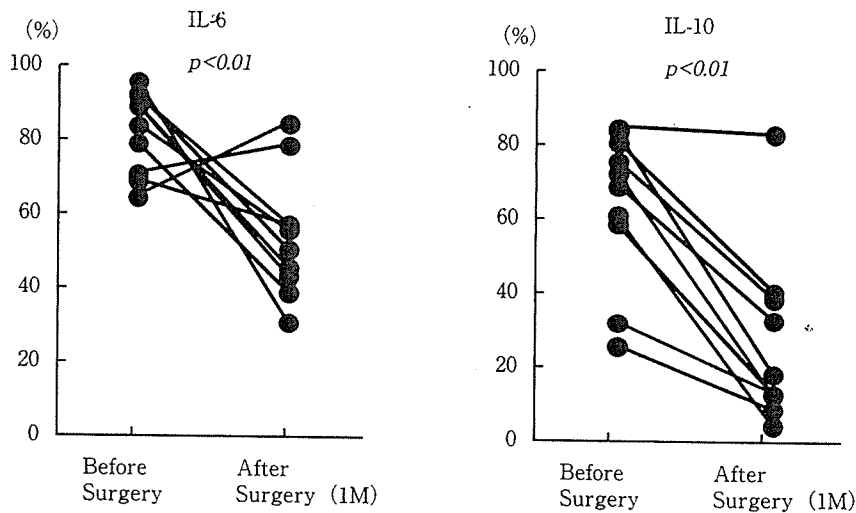 IL-6
(%)
p<0.01
100
80
60
40
20
0
Before
Surgery
After
Surgery (1M)
IL-10
(%)
p<0.01
100
80
60
40
20
0
Before
Surgery
After
Surgery (1M)